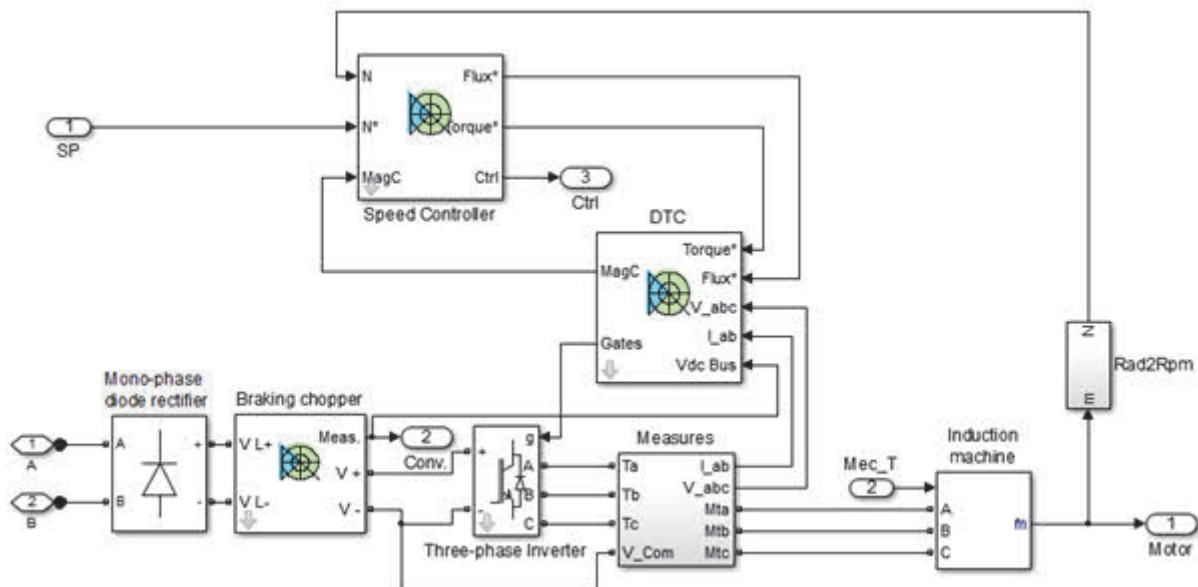 N
Flux*
1
SP
N*
Torque*
MagC
Ctrl
3
Ctrl
Speed Controller
DTC
Torque*
MagC
Flux*
V_abc
I_ab
Gates
Vdc Bus
N
m
Rad2Rpm
Mono-phase
diode rectifier
Braking chopper
1
A
A
+
V L+
Meas.
2
Conv.
V +
2
B
B
-
V L-
V -
g
+
A
B
-
C
Three-phase Inverter
Measures
Ta
I_ab
V_abc
Tb
Mta
Mtb
Tc
Mtc
V_Com
Mec_T
2
Induction
machine
A
B
C
m
1
Motor